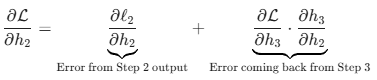 ∂ℒ/∂h₂ = ∂ℓ₂/∂h₂ + ∂ℒ/∂h₃ · ∂h₃/∂h₂
Error from Step 2 output Error coming back from Step 3